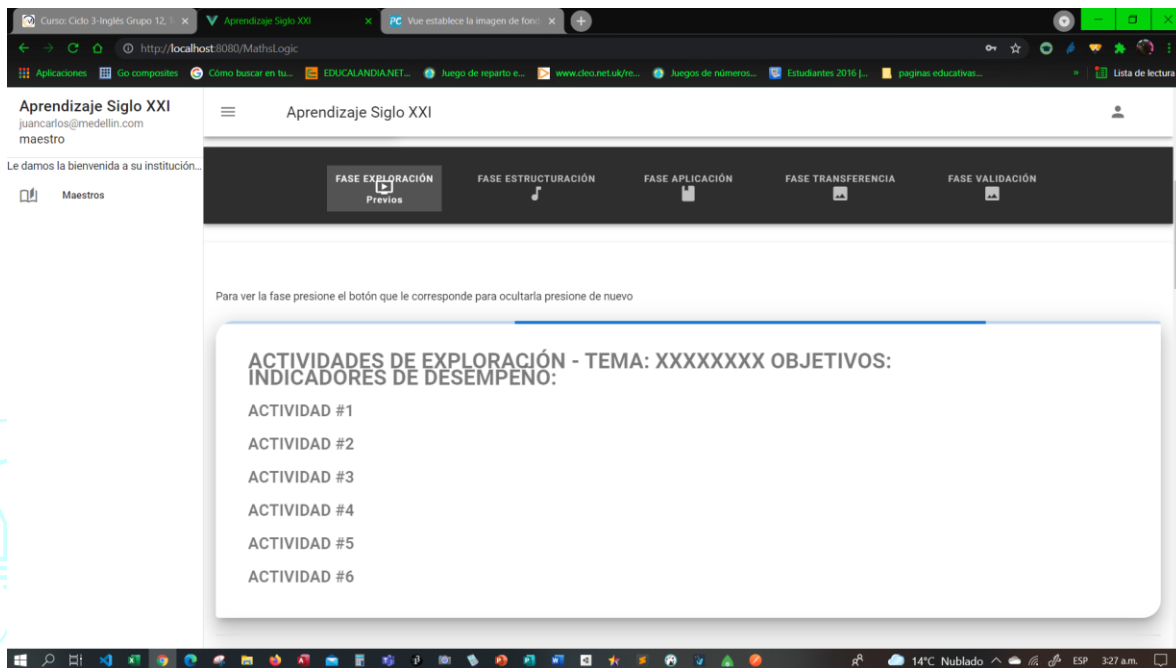 Curso: Ciclo 3-Inglés Grupo 12, 1
Aprendizaje Siglo XXI
Vue establece la imagen de fond
http://localhost:8080/MathsLogic
Aplicaciones
Go composites
Cómo buscar en tu...
EDUCALANDIA.NET...
Juego de reparto e...
www.cleo.net.uk/re...
Juegos de números...
Estudiantes 2016 |...
paginas educativas...
»
Lista de lectura
Aprendizaje Siglo XXI
juancarlos@medellin.com
maestro
Le damos la bienvenida a su institución...
Maestros
Aprendizaje Siglo XXI
FASE EXPLORACIÓN
Previos
FASE ESTRUCTURACIÓN
FASE APLICACIÓN
FASE TRANSFERENCIA
FASE VALIDACIÓN
Para ver la fase presione el botón que le corresponde para ocultarla presione de nuevo
ACTIVIDADES DE EXPLORACIÓN - TEMA: XXXXXXXX OBJETIVOS:
INDICADORES DE DESEMPEÑO:
ACTIVIDAD #1
ACTIVIDAD #2
ACTIVIDAD #3
ACTIVIDAD #4
ACTIVIDAD #5
ACTIVIDAD #6
14°C Nublado
ESP
3:27 a.m.